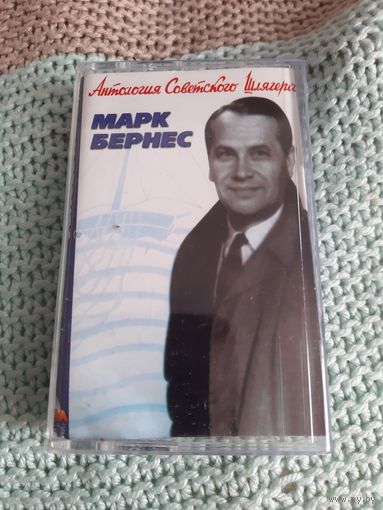 Антология Советского Шлягера
МАРК
БЕРНЕС